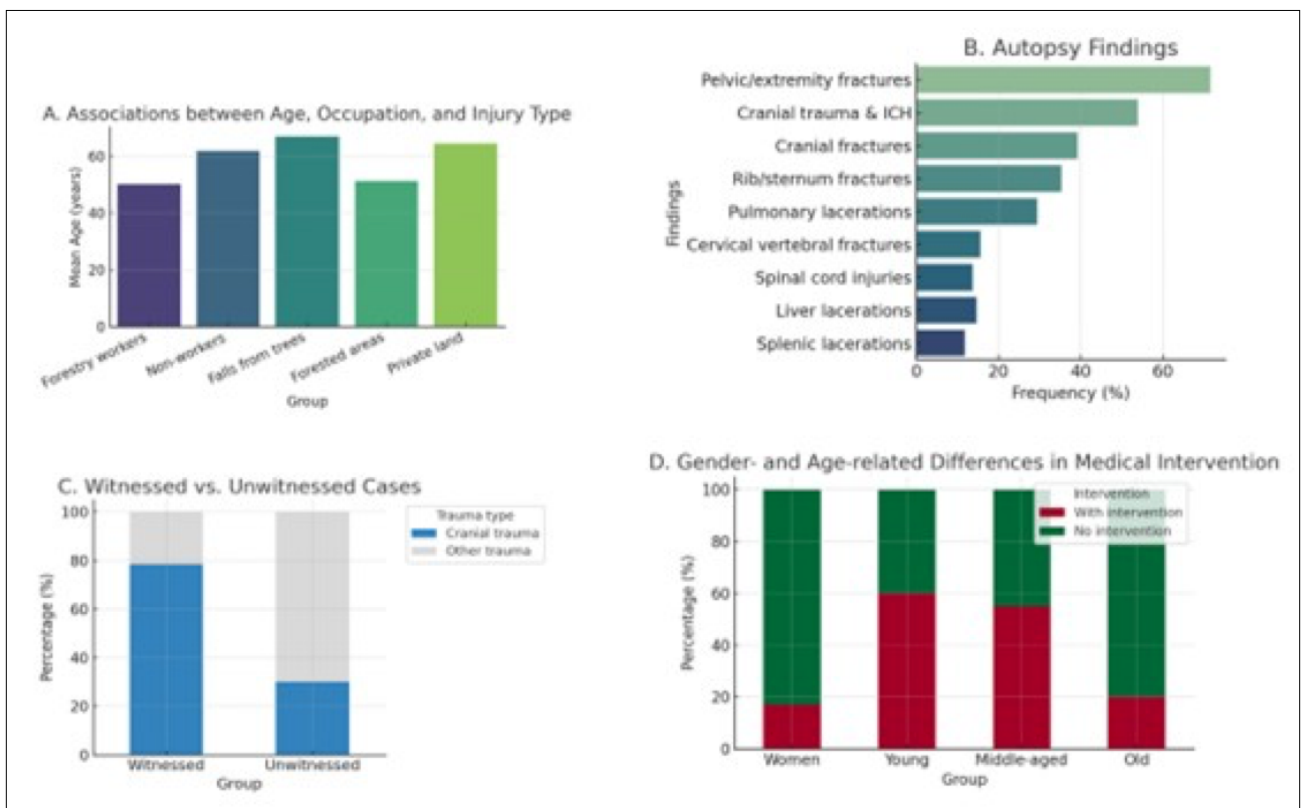 A. Associations between Age, Occupation, and Injury Type
Mean Age (years)
60
40
20
0
Forestry workers
Non-workers
Falls from trees
Forested areas
Private land
Group
B. Autopsy Findings
Findings
Pelvic/extremity fractures
Cranial trauma & ICH
Cranial fractures
Rib/sternum fractures
Pulmonary lacerations
Cervical vertebral fractures
Spinal cord injuries
Liver lacerations
Splenic lacerations
0 20 40 60
Frequency (%)
C. Witnessed vs. Unwitnessed Cases
Trauma type
Cranial trauma
Other trauma
Percentage (%)
100
80
60
40
20
0
Witnessed Unwitnessed
Group
D. Gender- and Age-related Differences in Medical Intervention
Intervention
With intervention
No intervention
Percentage (%)
100
80
60
40
20
0
Women Young Middle-aged Old
Group